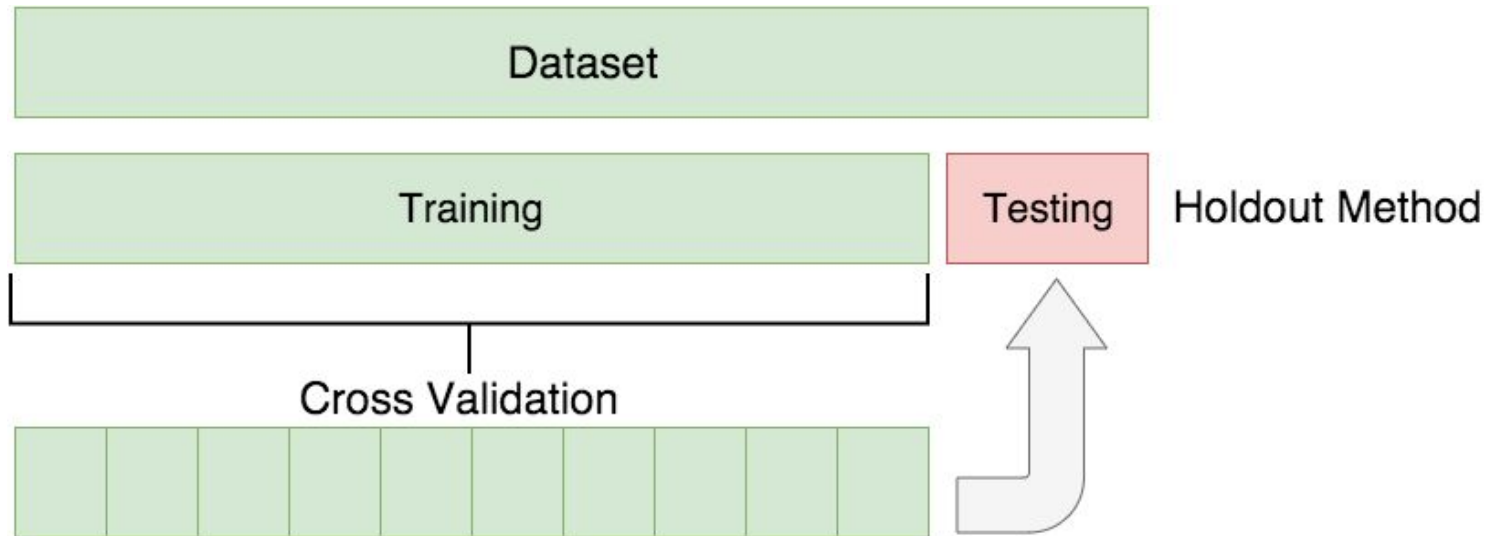 Dataset
Training
Testing
Holdout Method
Cross Validation